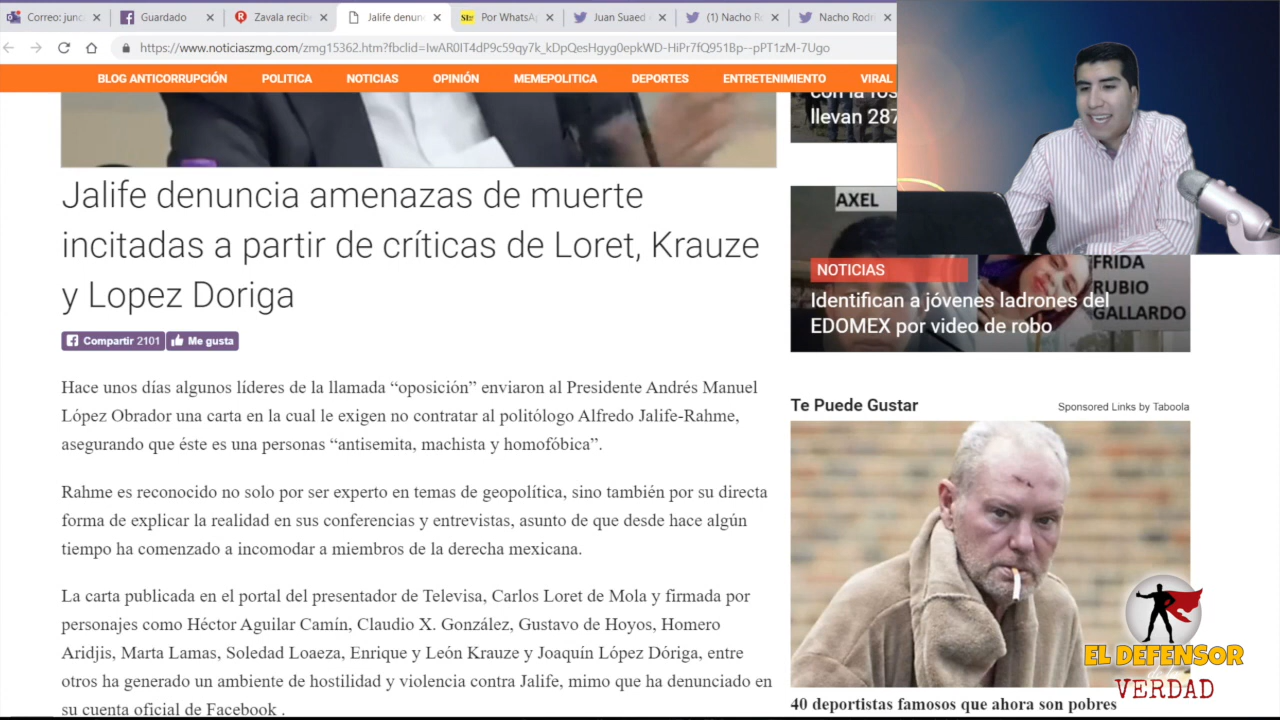 Correo: junc
Guardado
Zavala recib
Jalife denunc
Por WhatsA
Juan Suaed
(1) Nacho R
Nacho Rodri
https://www.noticiaszmg.com/zmg15362.htm?fbclid=IwAR0IT4dP9c59qy7k_kDpQesHgyg0epkWD-HiPr7fQ951Bp--pPT1zM-7Ugo
BLOG ANTICORRUPCIÓN
POLITICA
NOTICIAS
OPINIÓN
MEMEPOLITICA
DEPORTES
ENTRETENIMIENTO
VIRAL
Jalife denuncia amenazas de muerte
incitadas a partir de críticas de Loret, Krauze
y Lopez Doriga
Compartir 2101
Me gusta
Hace unos días algunos líderes de la llamada “oposición” enviaron al Presidente Andrés Manuel
López Obrador una carta en la cual le exigen no contratar al politólogo Alfredo Jalife-Rahme,
asegurando que éste es una personas “antisemita, machista y homofóbica”.
Rahme es reconocido no solo por ser experto en temas de geopolítica, sino también por su directa
forma de explicar la realidad en sus conferencias y entrevistas, asunto de que desde hace algún
tiempo ha comenzado a incomodar a miembros de la derecha mexicana.
La carta publicada en el portal del presentador de Televisa, Carlos Loret de Mola y firmada por
personajes como Héctor Aguilar Camín, Claudio X. González, Gustavo de Hoyos, Homero
Aridjis, Marta Lamas, Soledad Loaeza, Enrique y León Krauze y Joaquín López Dóriga, entre
otros ha generado un ambiente de hostilidad y violencia contra Jalife, mimo que ha denunciado en
su cuenta oficial de Facebook .
con la fos
llevan 287
AXEL
FRIDA
RUBIO
GALLARDO
NOTICIAS
Identifican a jóvenes ladrones del
EDOMEX por video de robo
Te Puede Gustar
Sponsored Links by Taboola
40 deportistas famosos que ahora son pobres
EL DEFENSOR
de la
VERDAD